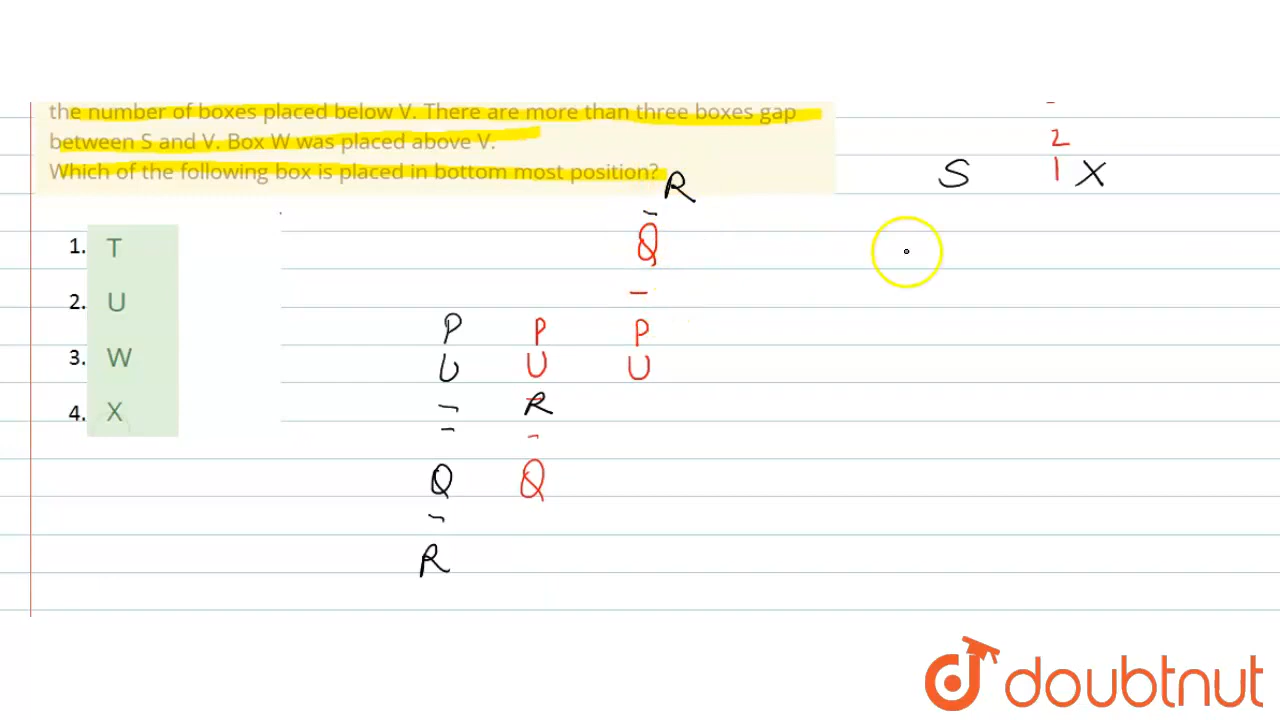 the number of boxes placed below V. There are more than three boxes gap
between S and V. Box W was placed above V.
Which of the following box is placed in bottom most position?
1. T
2. U
3. W
4. X
R
-
Q
-
P P P
U U U
- R
- -
Q Q
-
R
2
S 1 X
doubtnut